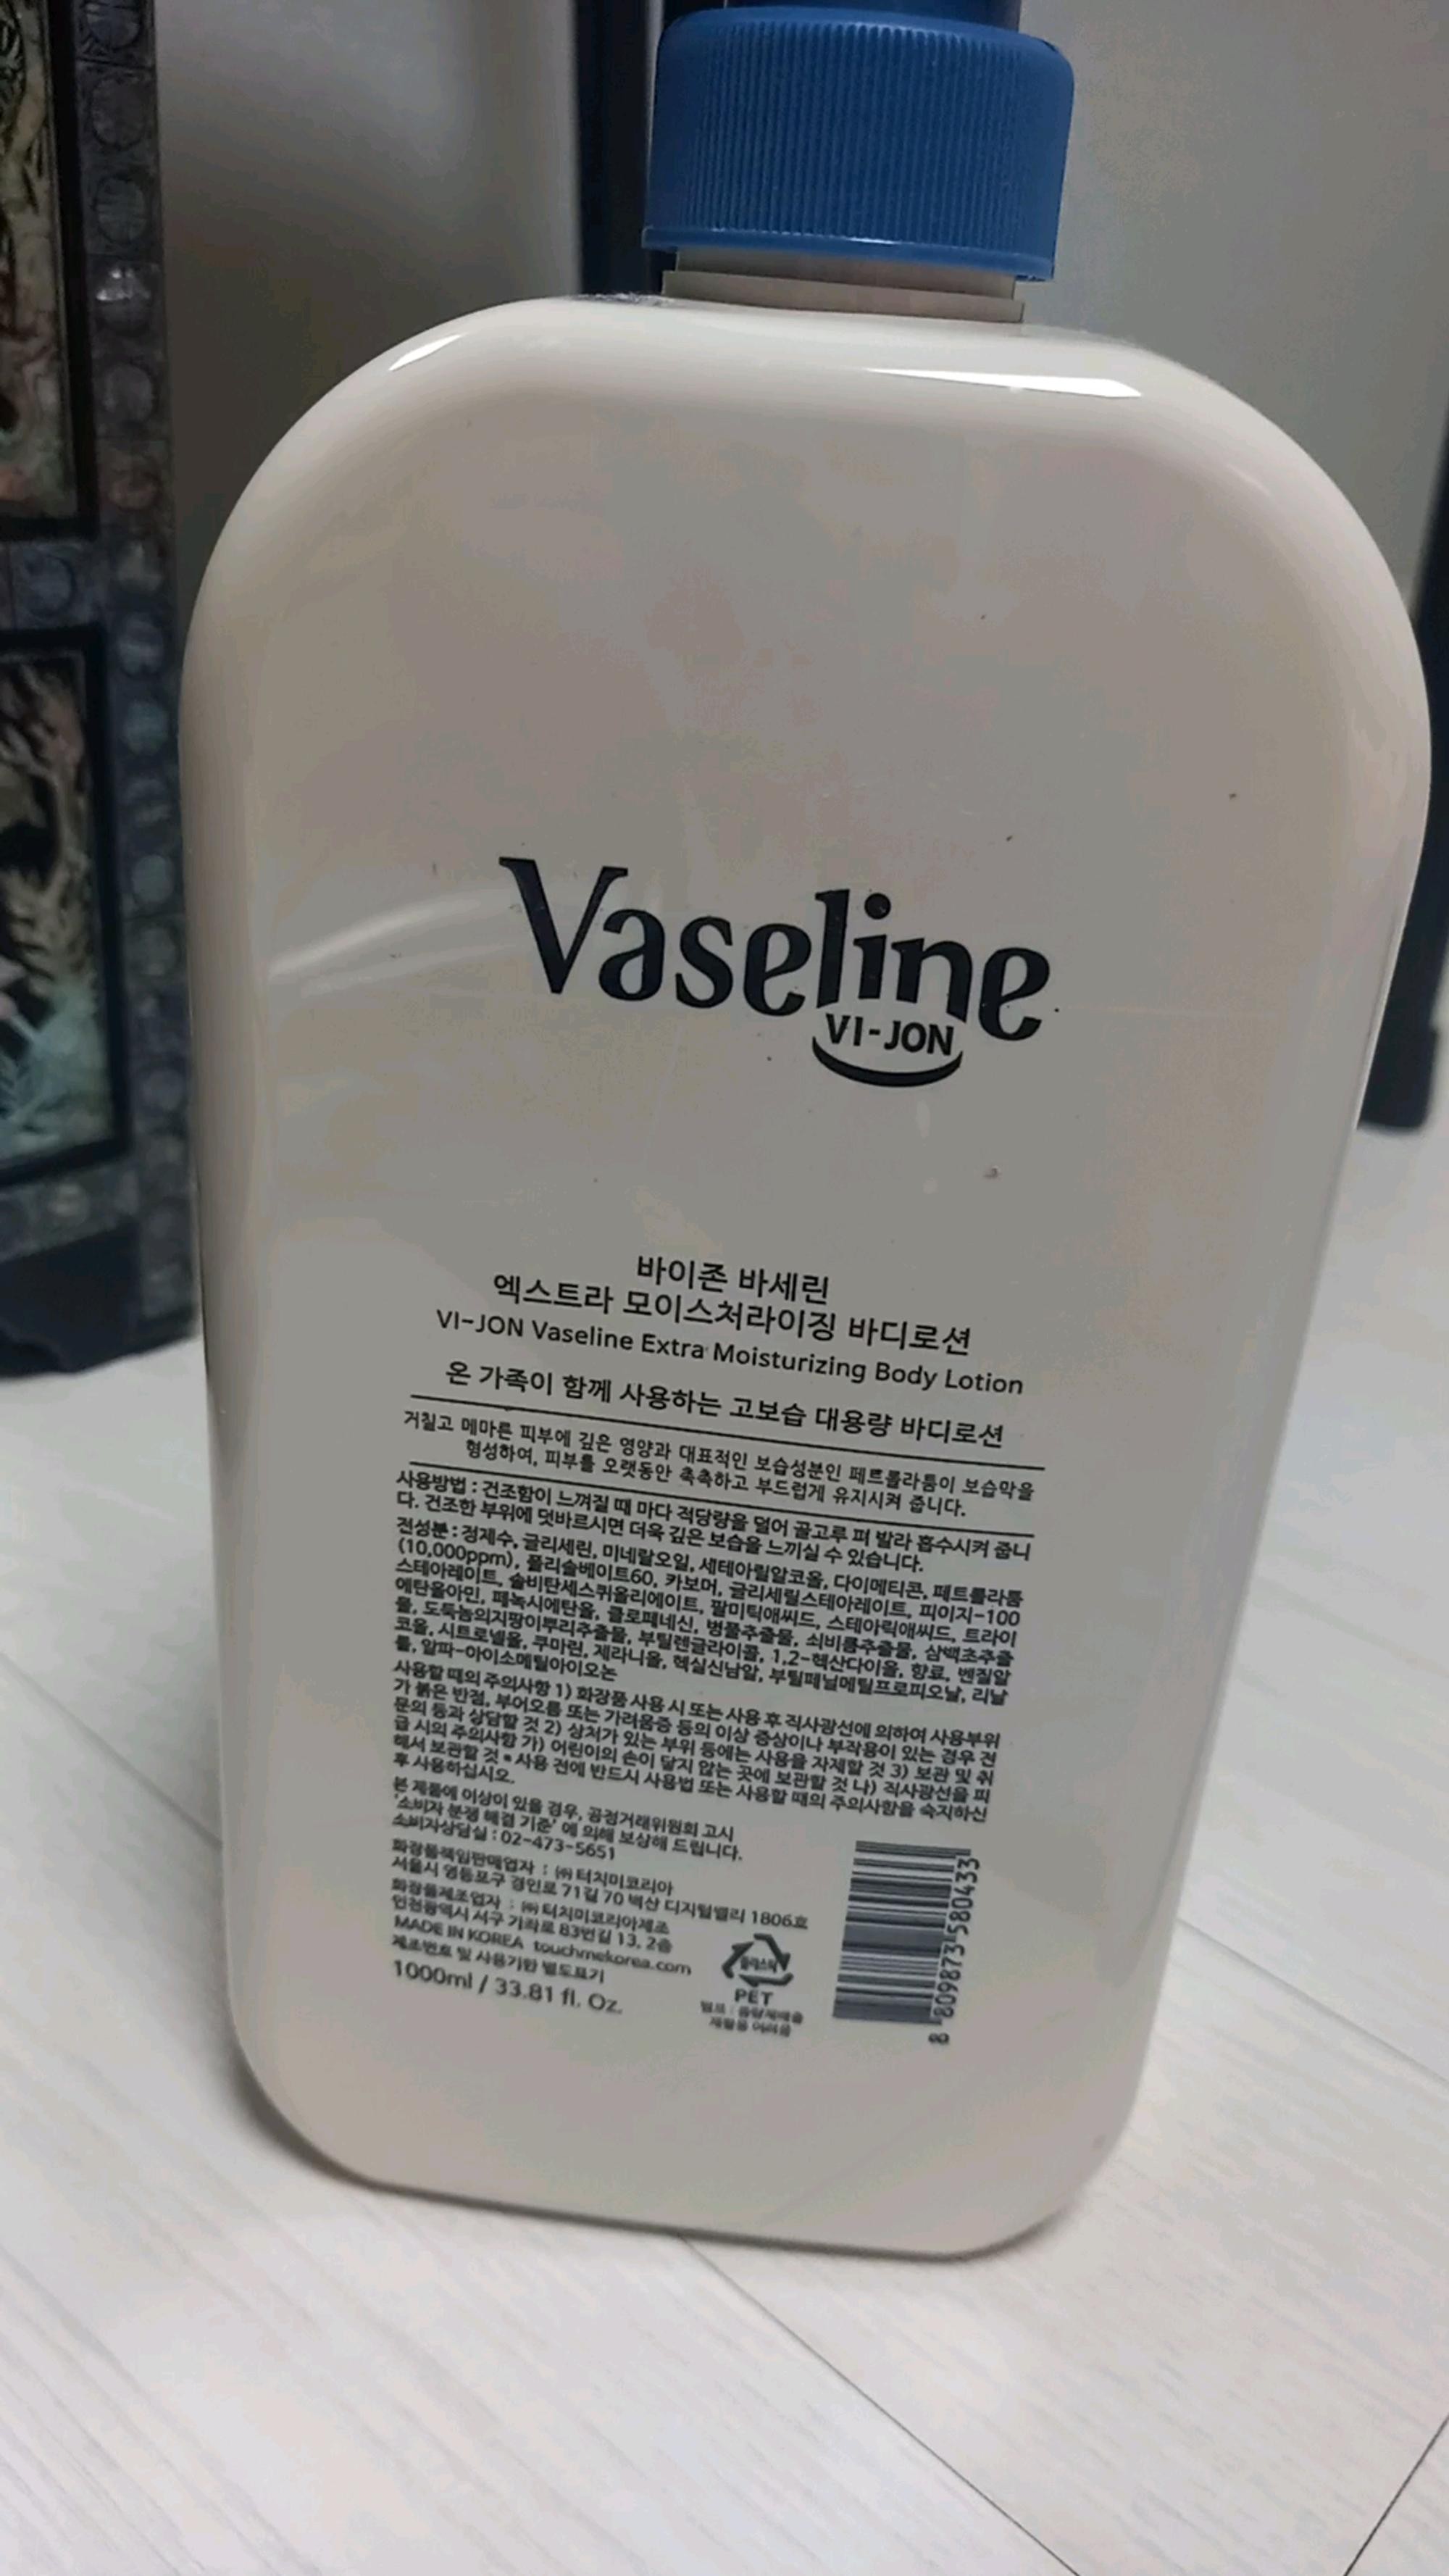 Vaseline
VI-JON
바이존 바세린
엑스트라 모이스처라이징 바디로션
VI-JON Vaseline Extra Moisturizing Body Lotion
온 가족이 함께 사용하는 고보습 대용량 바디로션
거칠고 메마른 피부에 깊은 영양과 대표적인 보습성분인 페트롤라툼이 보습막을
형성하여, 피부를 오랫동안 촉촉하고 부드럽게 유지시켜 줍니다.
사용방법 : 건조함이 느껴질 때 마다 적당량을 덜어 골고루 펴 발라 흡수시켜 줍니
다. 건조한 부위에 덧바르시면 더욱 깊은 보습을 느끼실 수 있습니다.
전성분 : 정제수, 글리세린, 미네랄오일, 세테아릴알코올, 다이메티콘, 페트롤라툼
(10,000ppm), 폴리솔베이트60, 카보머, 글리세릴스테아레이트, 피이지-100
스테아레이트, 솔비탄세스퀴올리에이트, 팔미틱애씨드, 스테아릭애씨드, 트라이
에탄올아민, 페녹시에탄올, 클로페네신, 병풀추출물, 쇠비름추출물, 삼백초추출
물, 도둑놈의지팡이뿌리추출물, 부틸렌글라이콜, 1,2-헥산다이올, 향료, 벤질알
코올, 시트로넬올, 쿠마린, 제라니올, 헥실신남알, 부틸페닐메틸프로피오날, 리날
룰, 알파-아이소메틸아이오논
사용할 때의 주의사항 1) 화장품 사용 시 또는 사용 후 직사광선에 의하여 사용부위
가 붉은 반점, 부어오름 또는 가려움증 등의 이상 증상이나 부작용이 있는 경우 전
문의 등과 상담할 것 2) 상처가 있는 부위 등에는 사용을 자제할 것 3) 보관 및 취
급 시의 주의사항 가) 어린이의 손이 닿지 않는 곳에 보관할 것 나) 직사광선을 피
해서 보관할 것 ▪ 사용 전에 반드시 사용법 또는 사용할 때의 주의사항을 숙지하신
후 사용하십시오.
본 제품에 이상이 있을 경우, 공정거래위원회 고시
'소비자 분쟁 해결 기준' 에 의해 보상해 드립니다.
소비자상담실 : 02-473-5651
화장품책임판매업자 : ㈜터치미코리아
서울시 영등포구 경인로 71길 70 벽산 디지털밸리 1806호
화장품제조업자 : ㈜터치미코리아제조
인천광역시 서구 기좌로 83번길 13, 2층
MADE IN KOREA touchmekorea.com
제조번호 및 사용기한 별도표기
1000ml / 33.81 fl. Oz.
플라스틱
PET
펌프 : 종량제배출
재활용 어려움
8 809873 580433